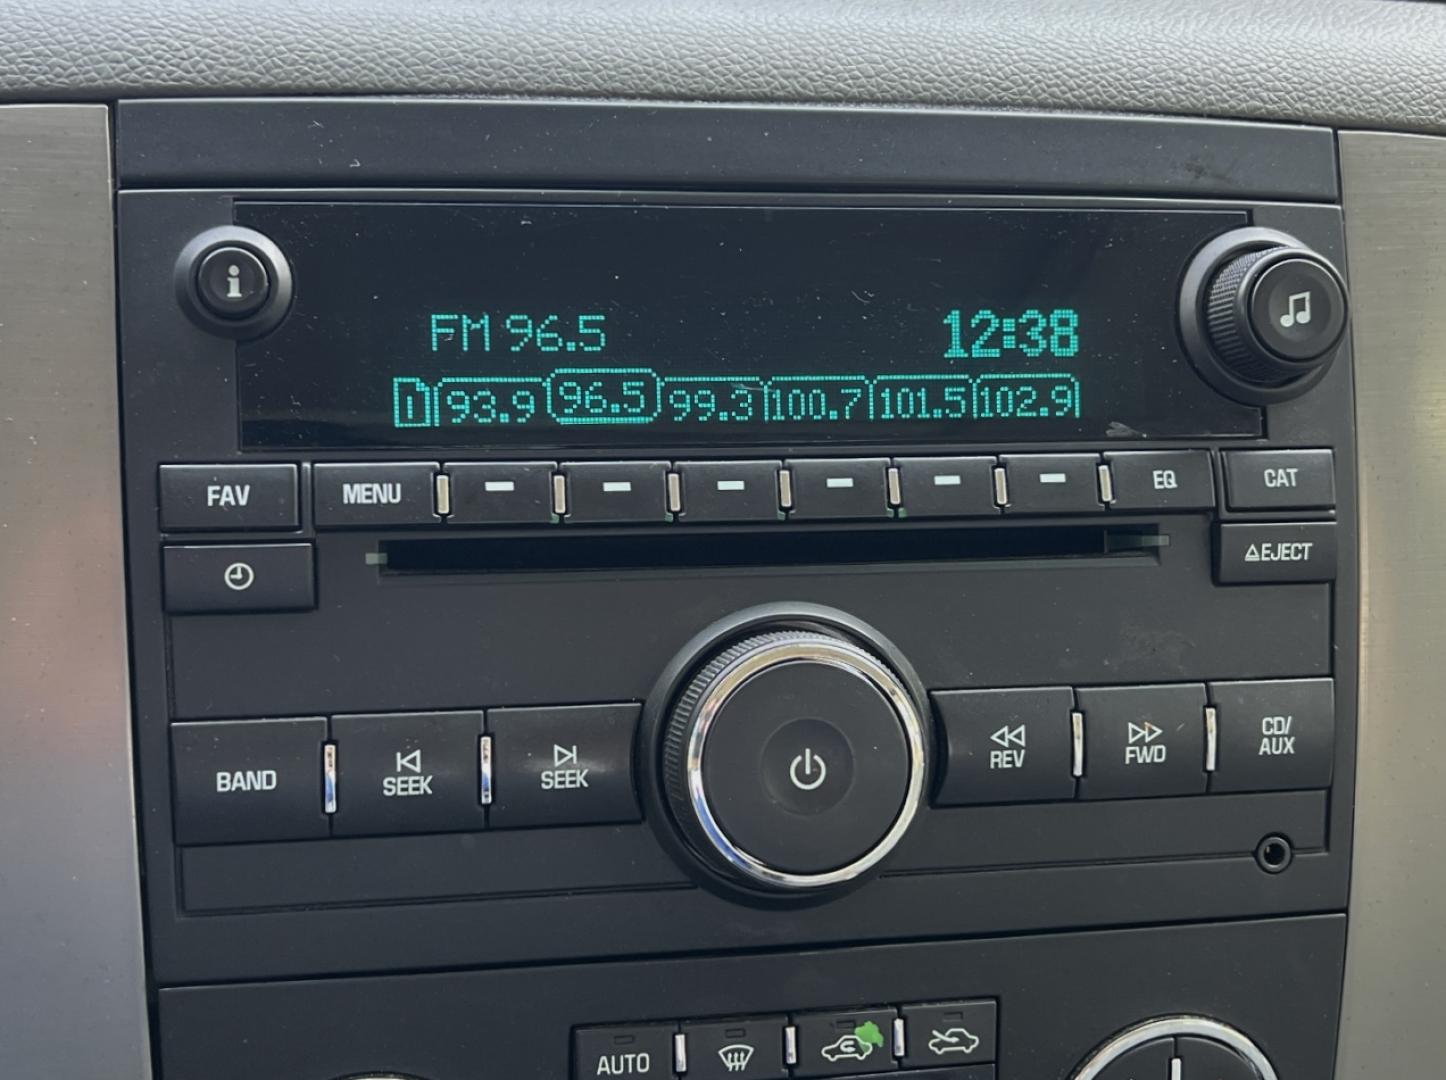 i
FM 96.5 12:38
1 93.9 96.5 99.3 100.7 101.5 102.9
FAV MENU EQ CAT
EJECT
BAND SEEK SEEK REV FWD CD/
AUX
AUTO